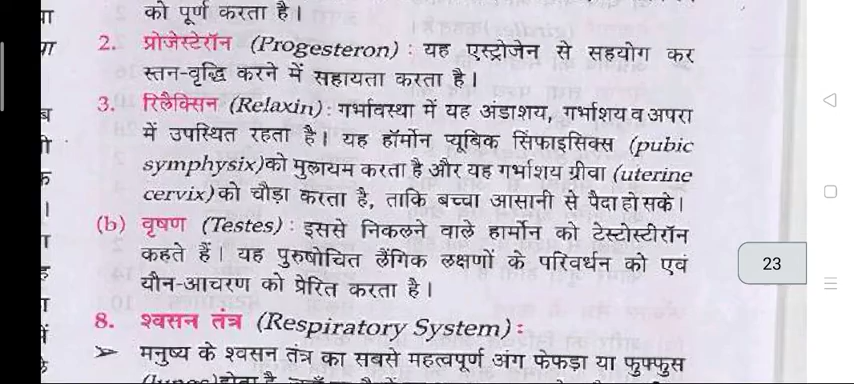 को पूर्ण करता है।
2. प्रोजेस्टेरॉन (Progesteron) : यह एस्ट्रोजेन से सहयोग कर
स्तन-वृद्धि करने में सहायता करता है।
3. रिलैक्सिन (Relaxin) : गर्भावस्था में यह अंडाशय, गर्भाशय व अपरा
में उपस्थित रहता है। यह हॉर्मोन प्यूबिक सिंफाइसिक्स (pubic
symphysix) को मुलायम करता है और यह गर्भाशय ग्रीवा (uterine
cervix) को चौड़ा करता है, ताकि बच्चा आसानी से पैदा हो सके।
(b) वृषण (Testes) : इससे निकलने वाले हार्मोन को टेस्टोस्टीरॉन
कहते हैं। यह पुरुषोचित लैंगिक लक्षणों के परिवर्धन को एवं
यौन-आचरण को प्रेरित करता है।
23
8. श्वसन तंत्र (Respiratory System) :
➢ मनुष्य के श्वसन तंत्र का सबसे महत्वपूर्ण अंग फेफड़ा या फुफ्फुस